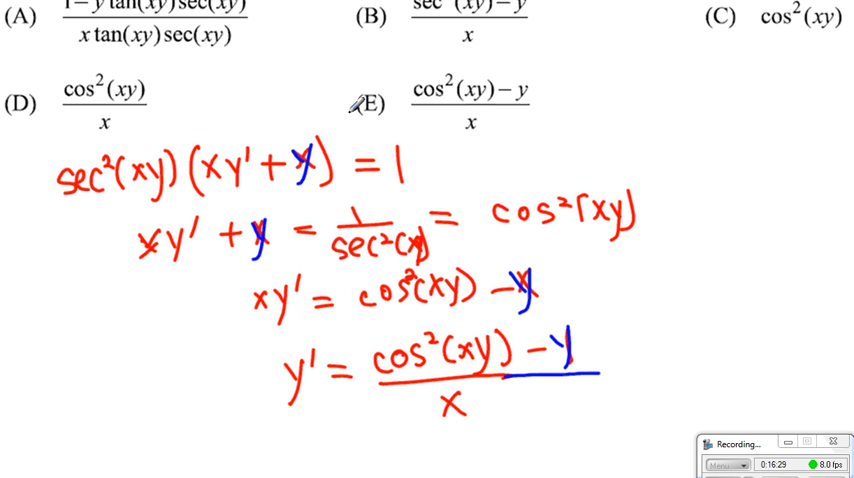 (A) 1 − y tan(xy) sec(xy) / x tan(xy) sec(xy) (B) sec²(xy) − y / x (C) cos²(xy)
(D) cos²(xy) / x (E) cos²(xy) − y / x
sec²(xy) (xy' + y) = 1
xy' + y = 1 / sec²(xy) = cos²(xy)
xy' = cos²(xy) − y
y' = cos²(xy) − y / x
Recording...
Menu 0:16:29 8.0 fps